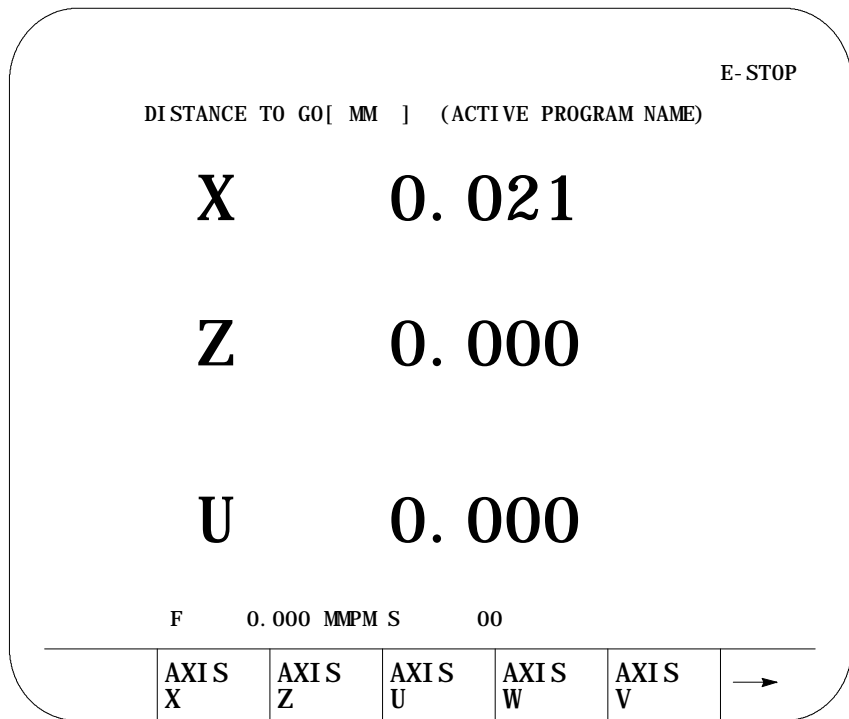 E-STOP
DISTANCE TO GO[ MM ] (ACTIVE PROGRAM NAME)
X 0.021
Z 0.000
U 0.000
F 0.000 MMPM S 00
AXIS X AXIS Z AXIS U AXIS W AXIS V →